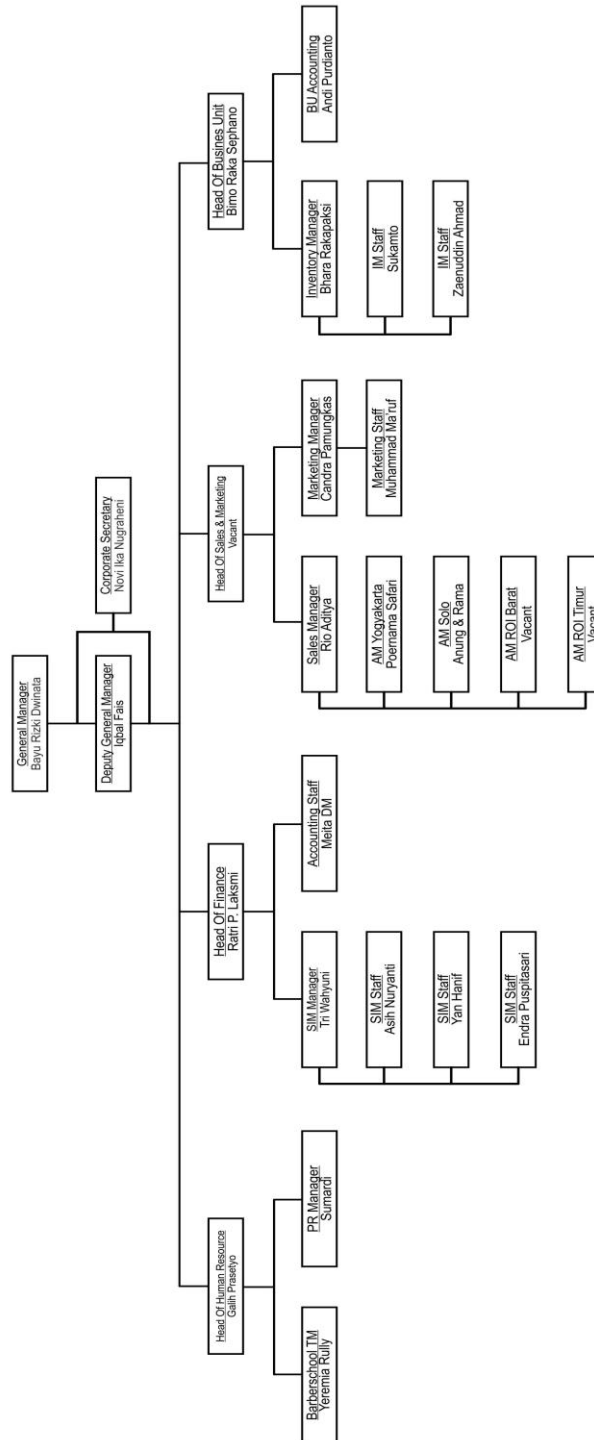 General Manager
Bayu Rizki Dwinata
Deputy General Manager
Iqbal Fais
Corporate Secretary
Novi Ika Nugraheni
Head Of Human Resource
Galih Prasetyo
Head Of Finance
Ratri P. Laksmi
Head Of Sales & Marketing
Vacant
Head Of Busines Unit
Bimo Raka Sephano
Barberschool TM
Yeremia Rully
PR Manager
Sumardi
SIM Manager
Tri Wahyuni
Accounting Staff
Meita DM
Sales Manager
Rio Aditya
Marketing Manager
Candra Pamungkas
Inventory Manager
Bhara Rakapaksi
BU Accounting
Andi Purdianto
SIM Staff
Asih Nuryanti
AM Yogyakarta
Poernama Safari
Marketing Staff
Muhammad Ma'ruf
IM Staff
Sukamto
SIM Staff
Yan Hanif
AM Solo
Anung & Rama
IM Staff
Zaenuddin Ahmad
SIM Staff
Endra Puspitasari
AM ROI Barat
Vacant
AM ROI Timur
Vacant